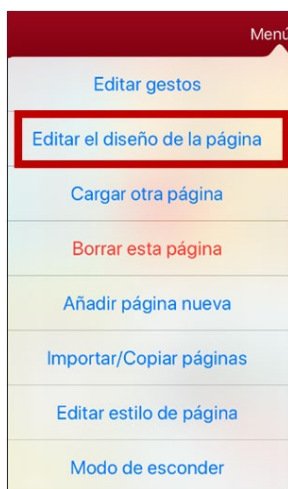 Menú
Editar gestos
Editar el diseño de la página
Cargar otra página
Borrar esta página
Añadir página nueva
Importar/Copiar páginas
Editar estilo de página
Modo de esconder